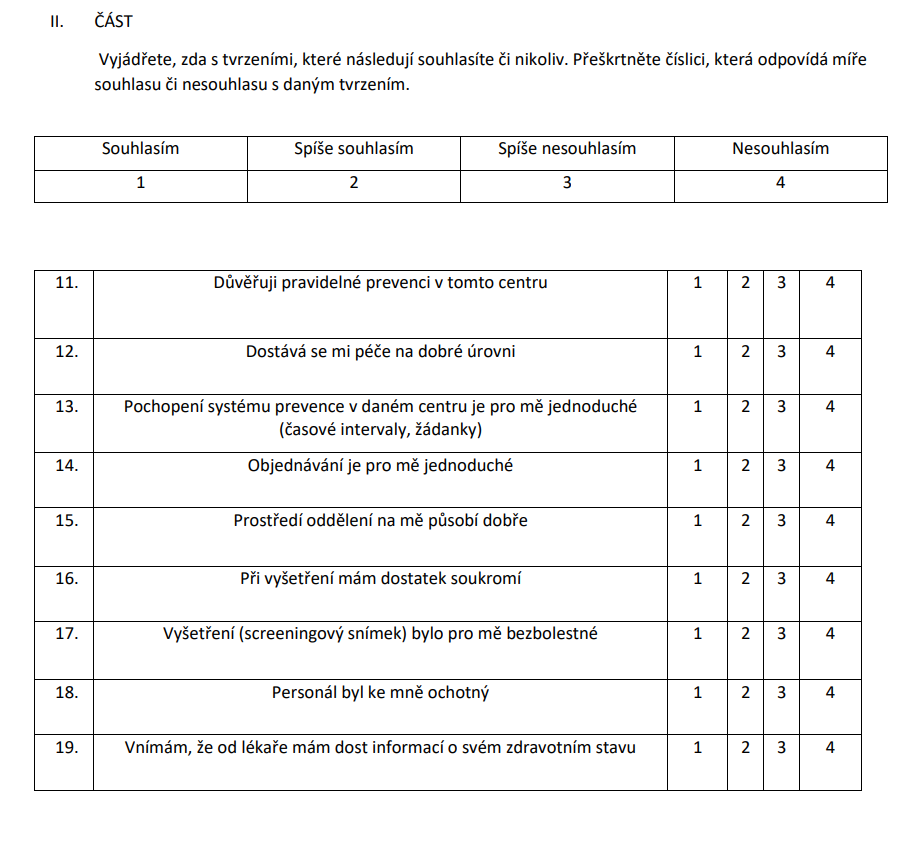 II. ČÁST
Vyjádřete, zda s tvrzeními, které následují souhlasíte či nikoliv. Přeškrtněte číslici, která odpovídá míře
souhlasu či nesouhlasu s daným tvrzením.
Souhlasím Spíše souhlasím Spíše nesouhlasím Nesouhlasím
1 2 3 4
11. Důvěřuji pravidelné prevenci v tomto centru 1 2 3 4
12. Dostává se mi péče na dobré úrovni 1 2 3 4
13. Pochopení systému prevence v daném centru je pro mě jednoduché 1 2 3 4
(časové intervaly, žádanky)
14. Objednávání je pro mě jednoduché 1 2 3 4
15. Prostředí oddělení na mě působí dobře 1 2 3 4
16. Při vyšetření mám dostatek soukromí 1 2 3 4
17. Vyšetření (screeningový snímek) bylo pro mě bezbolestné 1 2 3 4
18. Personál byl ke mně ochotný 1 2 3 4
19. Vnímám, že od lékaře mám dost informací o svém zdravotním stavu 1 2 3 4